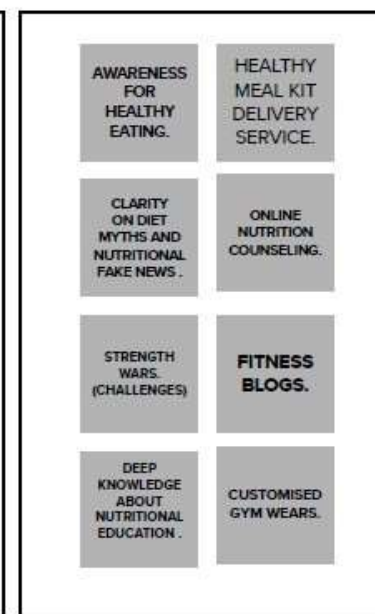 AWARENESS
FOR
HEALTHY
EATING.
HEALTHY
MEAL KIT
DELIVERY
SERVICE.
CLARITY
ON DIET
MYTHS AND
NUTRITIONAL
FAKE NEWS .
ONLINE
NUTRITION
COUNSELING.
STRENGTH
WARS.
(CHALLENGES)
FITNESS
BLOGS.
DEEP
KNOWLEDGE
ABOUT
NUTRITIONAL
EDUCATION .
CUSTOMISED
GYM WEARS.